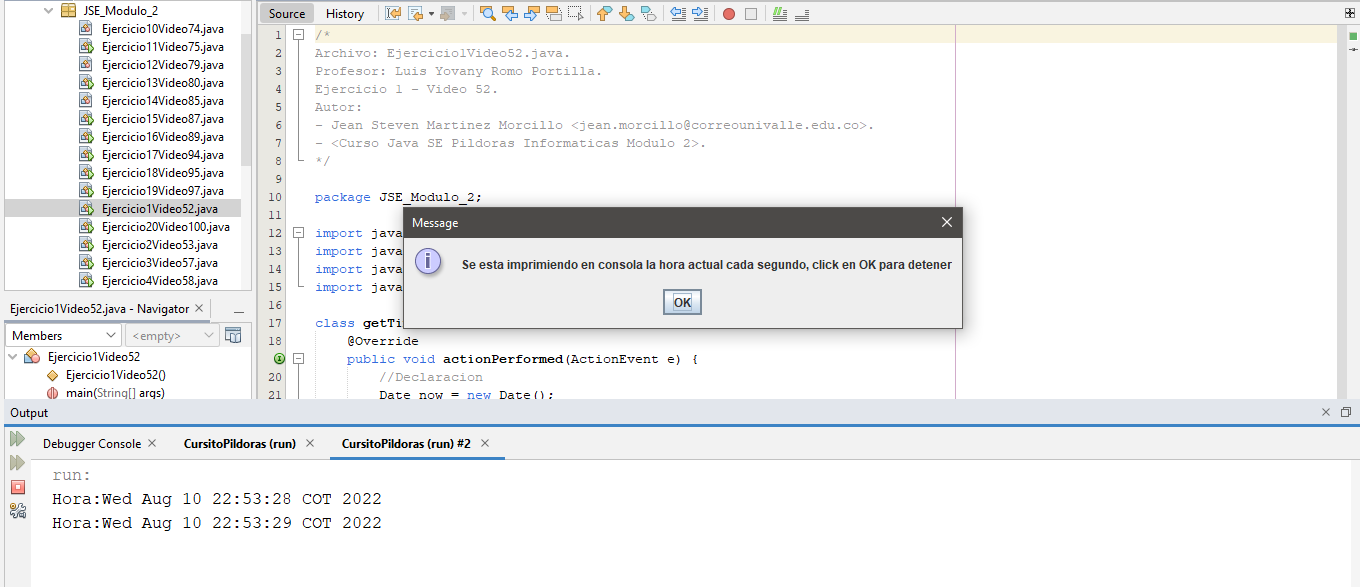 JSE_Modulo_2
Ejercicio10Video74.java
Ejercicio11Video75.java
Ejercicio12Video79.java
Ejercicio13Video80.java
Ejercicio14Video85.java
Ejercicio15Video87.java
Ejercicio16Video89.java
Ejercicio17Video94.java
Ejercicio18Video95.java
Ejercicio19Video97.java
Ejercicio1Video52.java
Ejercicio20Video100.java
Ejercicio2Video53.java
Ejercicio3Video57.java
Ejercicio4Video58.java
Ejercicio1Video52.java - Navigator
Members
<empty>
Ejercicio1Video52
Ejercicio1Video52()
main(String[] args)
Source History
1 /*
2 Archivo: Ejercicio1Video52.java.
3 Profesor: Luis Yovany Romo Portilla.
4 Ejercicio 1 - Video 52.
5 Autor:
6 - Jean Steven Martinez Morcillo <jean.morcillo@correounivalle.edu.co>.
7 - <Curso Java SE Pildoras Informaticas Modulo 2>.
8 */
9
10 package JSE_Modulo_2;
11
12 import java
13 import java
14 import java
15 import java
16
17 class getTi
18 @Override
public void actionPerformed(ActionEvent e) {
20 //Declaracion
21 Date now = new Date();
Message
Se esta imprimiendo en consola la hora actual cada segundo, click en OK para detener
OK
Output
Debugger Console CursitoPildoras (run) CursitoPildoras (run) #2
run:
Hora:Wed Aug 10 22:53:28 COT 2022
Hora:Wed Aug 10 22:53:29 COT 2022